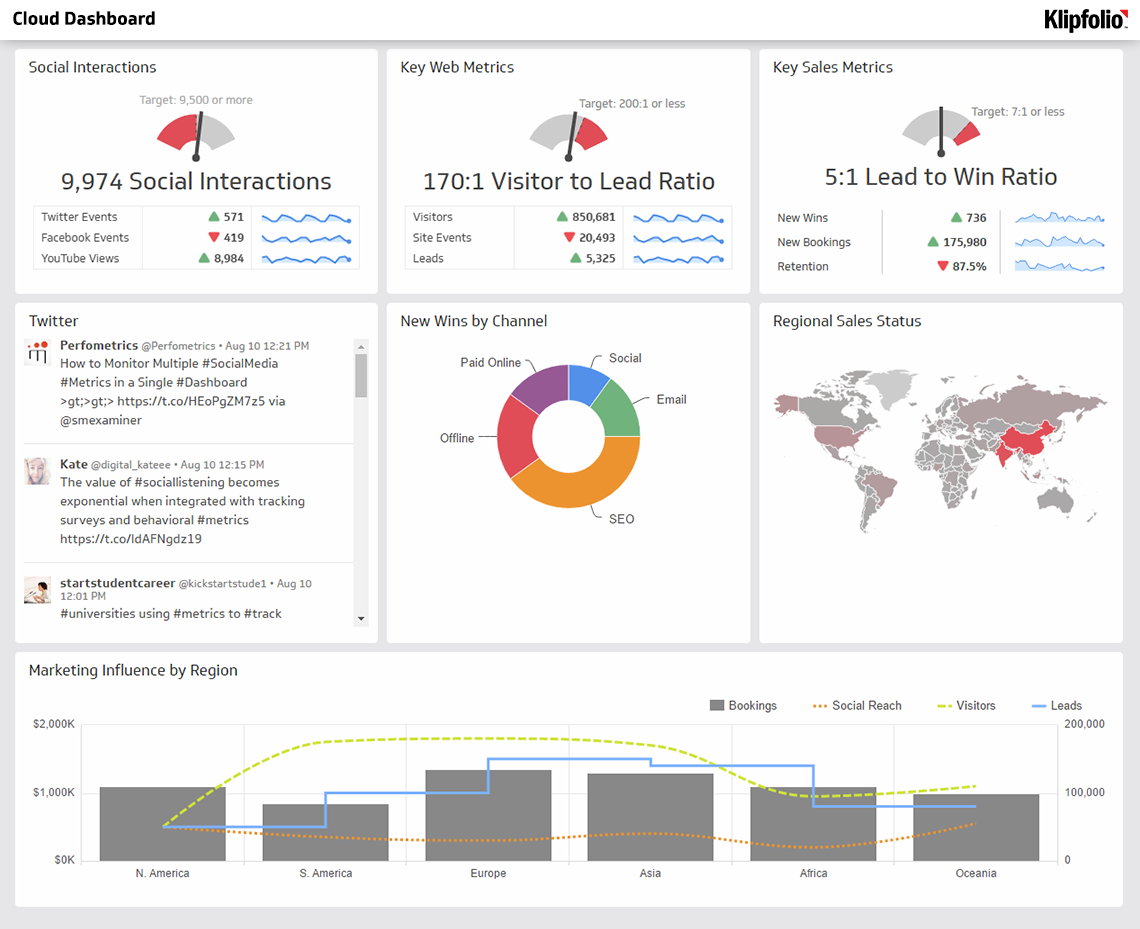 Cloud Dashboard
Klipfolio
Social Interactions
Target: 9,500 or more
9,974 Social Interactions
Twitter Events 571
Facebook Events 419
YouTube Views 8,984
Key Web Metrics
Target: 200:1 or less
170:1 Visitor to Lead Ratio
Visitors 850,681
Site Events 20,493
Leads 5,325
Key Sales Metrics
Target: 7:1 or less
5:1 Lead to Win Ratio
New Wins 736
New Bookings 175,980
Retention 87.5%
Twitter
Perfometrics @Perfometrics • Aug 10 12:21 PM
How to Monitor Multiple #SocialMedia
#Metrics in a Single #Dashboard
>gt;>gt;> https://t.co/HEoPgZM7z5 via
@smexaminer
Kate @digital_kateee • Aug 10 12:15 PM
The value of #sociallistening becomes
exponential when integrated with tracking
surveys and behavioral #metrics
https://t.co/ldAFNgdz19
startstudentcareer @kickstartstude1 • Aug 10
12:01 PM
#universities using #metrics to #track
New Wins by Channel
Paid Online
Social
Email
Offline
SEO
Regional Sales Status
Marketing Influence by Region
Bookings Social Reach Visitors Leads
$2,000K 200,000
$1,000K 100,000
$0K 0
N. America S. America Europe Asia Africa Oceania